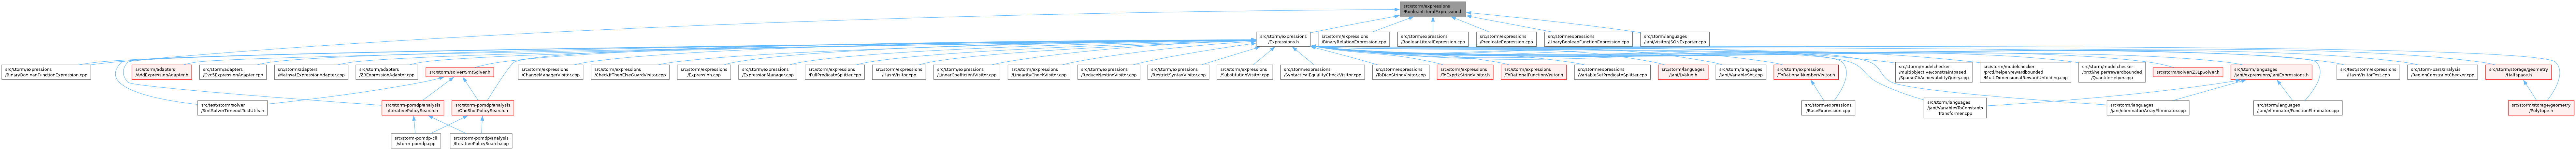 src/storm/expressions
/BooleanLiteralExpression.h
src/storm/expressions
/Expressions.h
src/storm/expressions
/BinaryRelationExpression.cpp
src/storm/expressions
/BooleanLiteralExpression.cpp
src/storm/expressions
/PredicateExpression.cpp
src/storm/expressions
/UnaryBooleanFunctionExpression.cpp
src/storm/languages
/jani/visitor/JSONExporter.cpp
src/storm/expressions
/BinaryBooleanFunctionExpression.cpp
src/storm/adapters
/AddExpressionAdapter.h
src/storm/adapters
/Cvc5ExpressionAdapter.cpp
src/storm/adapters
/MathsatExpressionAdapter.cpp
src/storm/adapters
/Z3ExpressionAdapter.cpp
src/storm/solver/SmtSolver.h
src/storm/expressions
/ChangeManagerVisitor.cpp
src/storm/expressions
/CheckIfThenElseGuardVisitor.cpp
src/storm/expressions
/Expression.cpp
src/storm/expressions
/ExpressionManager.cpp
src/storm/expressions
/FullPredicateSplitter.cpp
src/storm/expressions
/HashVisitor.cpp
src/storm/expressions
/LinearCoefficientVisitor.cpp
src/storm/expressions
/LinearityCheckVisitor.cpp
src/storm/expressions
/ReduceNestingVisitor.cpp
src/storm/expressions
/RestrictSyntaxVisitor.cpp
src/storm/expressions
/SubstitutionVisitor.cpp
src/storm/expressions
/SyntacticalEqualityCheckVisitor.cpp
src/storm/expressions
/ToDiceStringVisitor.cpp
src/storm/expressions
/ToExprtkStringVisitor.h
src/storm/expressions
/ToRationalFunctionVisitor.h
src/storm/expressions
/VariableSetPredicateSplitter.cpp
src/storm/languages
/jani/JLValue.h
src/storm/languages
/jani/VariableSet.cpp
src/storm/expressions
/ToRationalNumberVisitor.h
src/storm/modelchecker
/multiobjective/constraintbased
/SparseCbAchievabilityQuery.cpp
src/storm/modelchecker
/prctl/helper/rewardbounded
/MultiDimensionalRewardUnfolding.cpp
src/storm/modelchecker
/prctl/helper/rewardbounded
/QuantileHelper.cpp
src/storm/solver/Z3LpSolver.h
src/storm/languages
/jani/expressions/JaniExpressions.h
src/test/storm/expressions
/HashVisitorTest.cpp
src/storm-pars/analysis
/RegionConstraintChecker.cpp
src/storm/storage/geometry
/Halfspace.h
src/test/storm/solver
/SmtSolverTimeoutTestUtils.h
src/storm-pomdp/analysis
/IterativePolicySearch.h
src/storm-pomdp/analysis
/OneShotPolicySearch.h
src/storm/expressions
/BaseExpression.cpp
src/storm/languages
/jani/VariablesToConstants
Transformer.cpp
src/storm/languages
/jani/eliminator/ArrayEliminator.cpp
src/storm/languages
/jani/eliminator/FunctionEliminator.cpp
src/storm/storage/geometry
/Polytope.h
src/storm-pomdp-cli
/storm-pomdp.cpp
src/storm-pomdp/analysis
/IterativePolicySearch.cpp